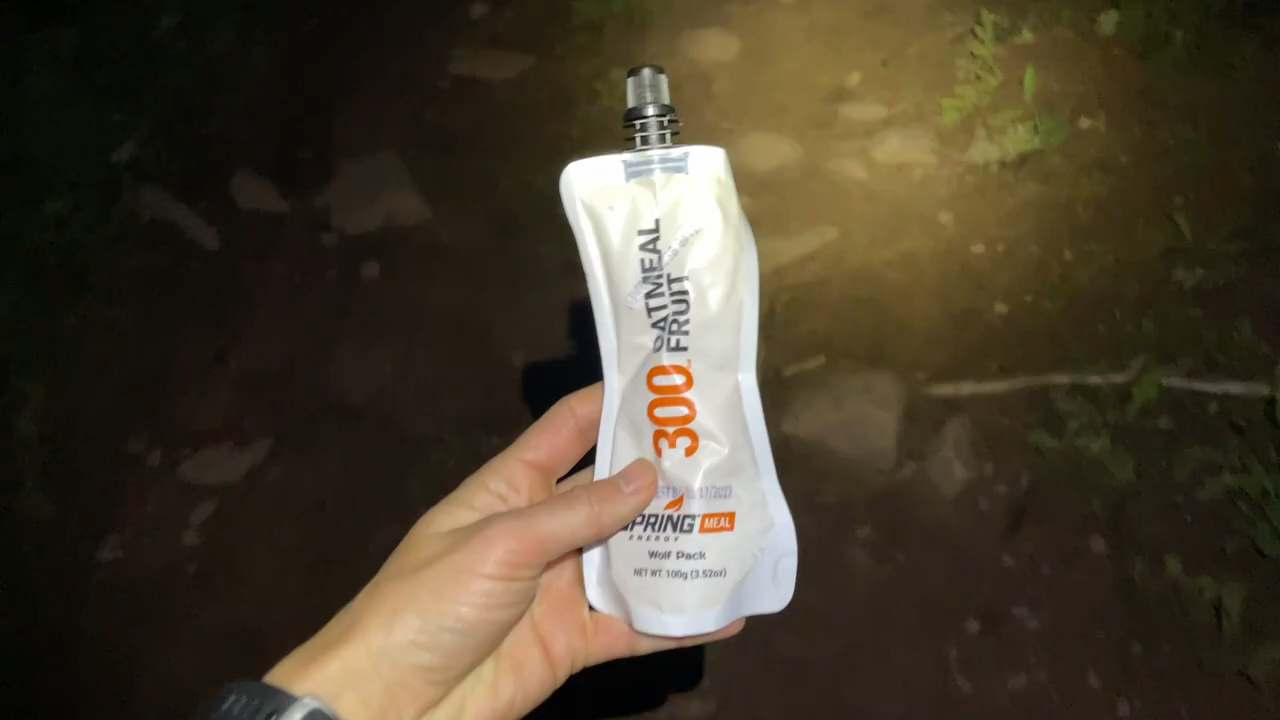 OATMEAL
FRUIT
300
SPRING
MEAL
ENERGY
Wolf Pack
NET WT. 100g (3.52oz)